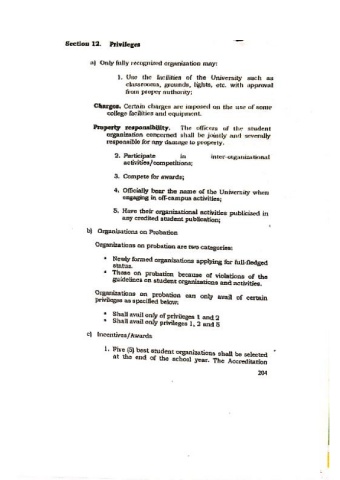 Section 12. Privileges
a) Only fully recognized organization may:
1. Use the facilities of the University such as
classrooms, grounds, lights, etc. with approval
from proper authority;
Charges. Certain charges are imposed on the use of some
college facilities and equipment.
Property responsibility. The officers of the student
organization concerned shall be jointly and severally
responsible for any damage to property.
2. Participate in inter-organizational
activities/competitions;
3. Compete for awards;
4. Officially bear the name of the University when
engaging in off-campus activities;
5. Have their organizational activities publicized in
any credited student publication;
b) Organizations on Probation
Organizations on probation are two categories:
• Newly formed organizations applying for full-fledged
status.
• Those on probation because of violations of the
guidelines on student organizations and activities.
Organizations on probation can only avail of certain
privileges as specified below.
• Shall avail only of privileges 1 and 2
• Shall avail only privileges 1, 2 and 5
c) Incentives/Awards
1. Five (5) best student organizations shall be selected
at the end of the school year. The Accreditation
204